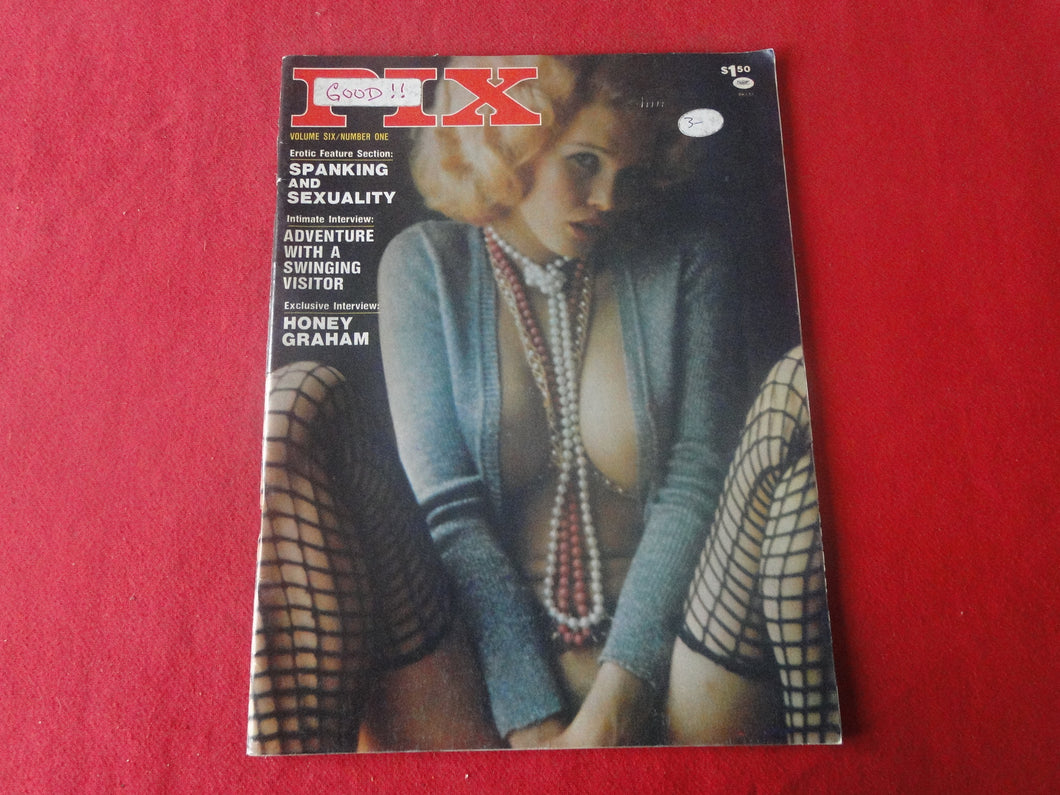 PIX
GOOD!!
$1.50
3-
VOLUME SIX/NUMBER ONE
Erotic Feature Section:
SPANKING
AND
SEXUALITY
Intimate Interview:
ADVENTURE
WITH A
SWINGING
VISITOR
Exclusive Interview:
HONEY
GRAHAM